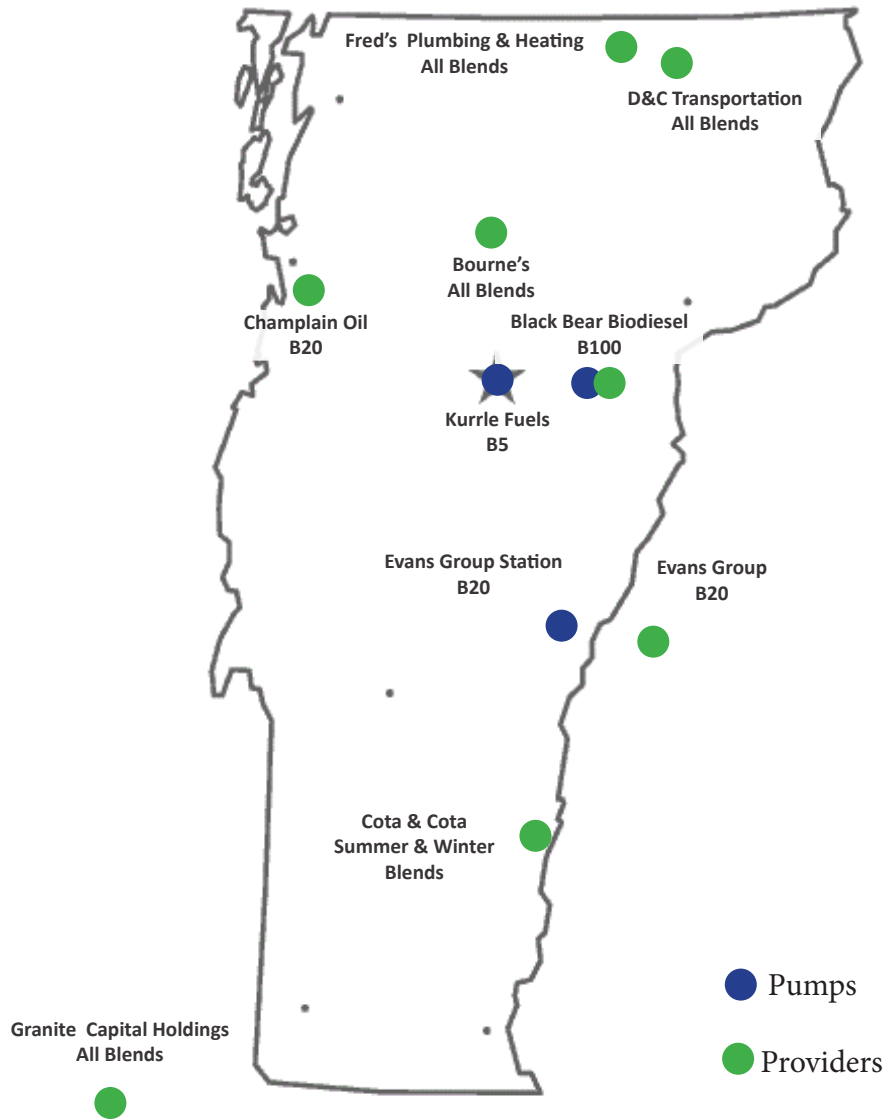 Fred's Plumbing & Heating
All Blends
D&C Transportation
All Blends
Bourne's
All Blends
Champlain Oil
B20
Black Bear Biodiesel
B100
Kurrle Fuels
B5
Evans Group Station
B20
Evans Group
B20
Cota & Cota
Summer & Winter
Blends
Pumps
Granite Capital Holdings
All Blends
Providers